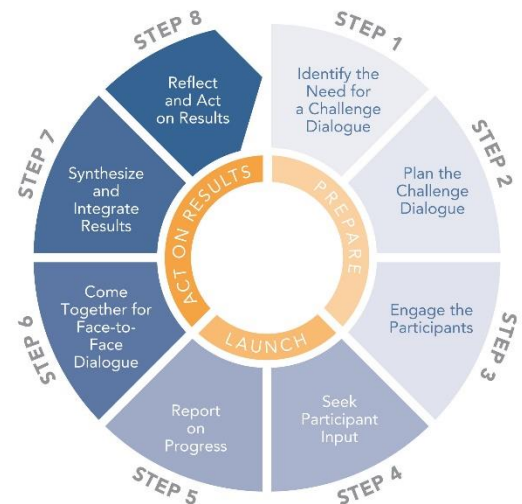 STEP 1
Identify the
Need for
a Challenge
Dialogue
STEP 2
Plan the
Challenge
Dialogue
STEP 3
Engage the
Participants
STEP 4
Seek
Participant
Input
STEP 5
Report
on
Progress
STEP 6
Come
Together for
Face-to-
Face
Dialogue
STEP 7
Synthesize
and
Integrate
Results
STEP 8
Reflect
and Act
on Results
PREPARE
LAUNCH
ACT ON RESULTS